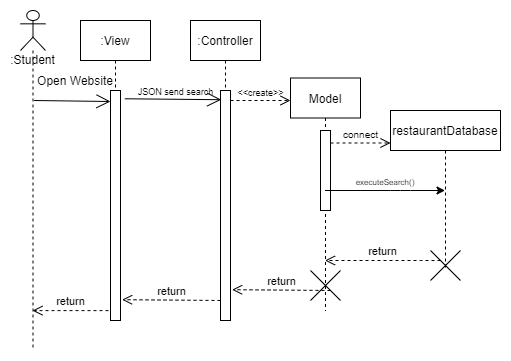 :Student
:View
:Controller
Open Website
JSON send search
<<create>>
Model
connect
restaurantDatabase
executeSearch()
return
return
return
return